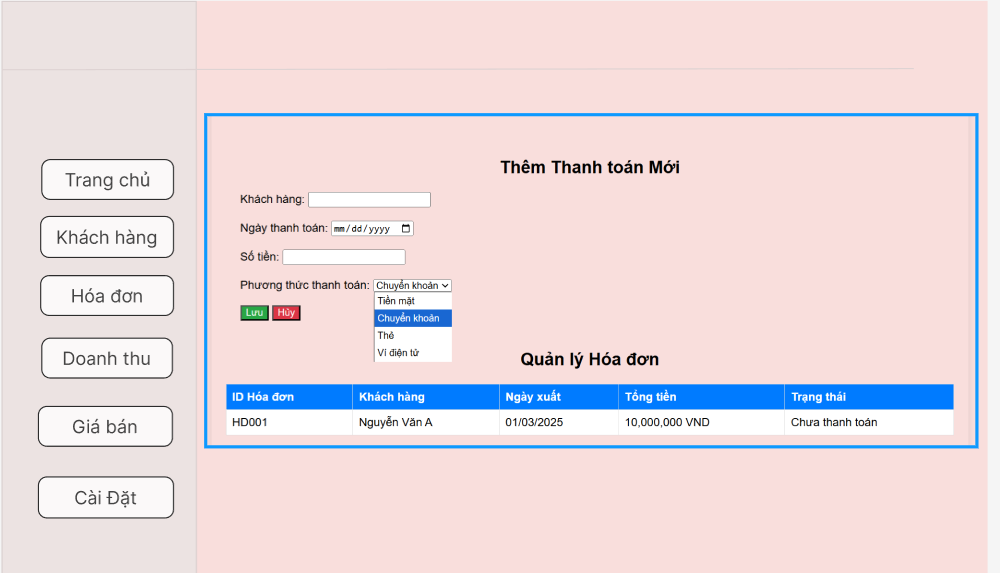 Trang chủ
Khách hàng
Hóa đơn
Doanh thu
Giá bán
Cài Đặt
Thêm Thanh toán Mới
Khách hàng:
Ngày thanh toán: mm/dd/yyyy
Số tiền:
Phương thức thanh toán: Chuyển khoản
Tiền mặt
Chuyển khoản
Thẻ
Ví điện tử
Lưu Hủy
Quản lý Hóa đơn
ID Hóa đơn Khách hàng Ngày xuất Tổng tiền Trạng thái
HD001 Nguyễn Văn A 01/03/2025 10,000,000 VND Chưa thanh toán